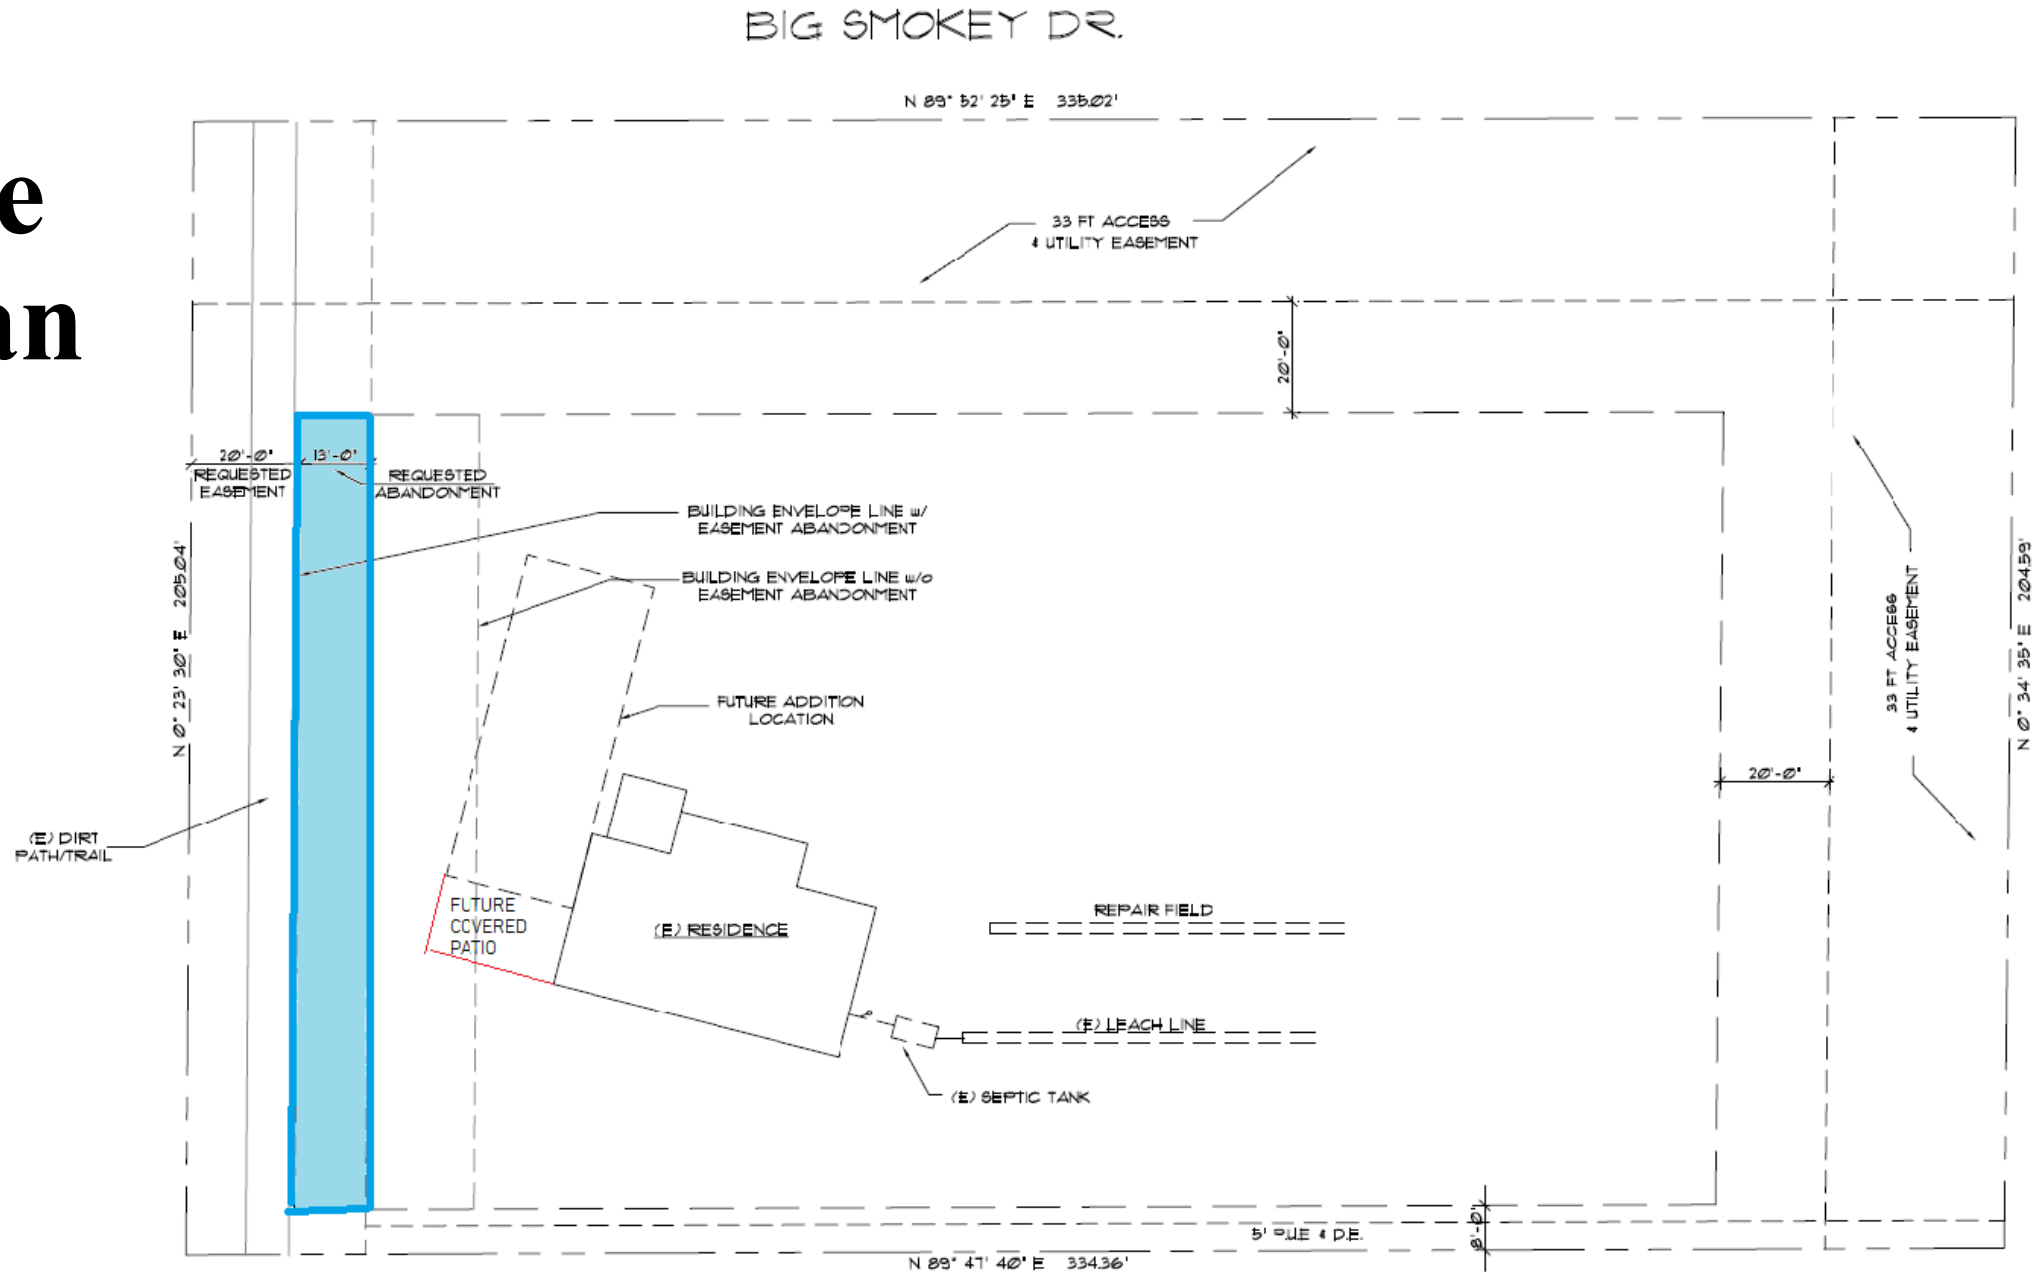 BIG SMOKEY DR.
N 89° 52' 25" E 335.02'
e
an
33 FT ACCESS
& UTILITY EASEMENT
20'-0"
20'-0"
13'-0"
REQUESTED
EASEMENT
REQUESTED
ABANDONMENT
BUILDING ENVELOPE LINE w/
EASEMENT ABANDONMENT
BUILDING ENVELOPE LINE w/o
EASEMENT ABANDONMENT
N 0° 23' 30" E 205.04'
33 FT ACCESS
& UTILITY EASEMENT
N 0° 34' 35" E 204.59'
FUTURE ADDITION
LOCATION
20'-0"
(E) DIRT
PATH/TRAIL
FUTURE
COVERED
PATIO
(E) RESIDENCE
REPAIR FIELD
(E) LEACH LINE
(E) SEPTIC TANK
5' P.U.E & D.E.
8'-0"
N 89° 47' 40" E 334.36'